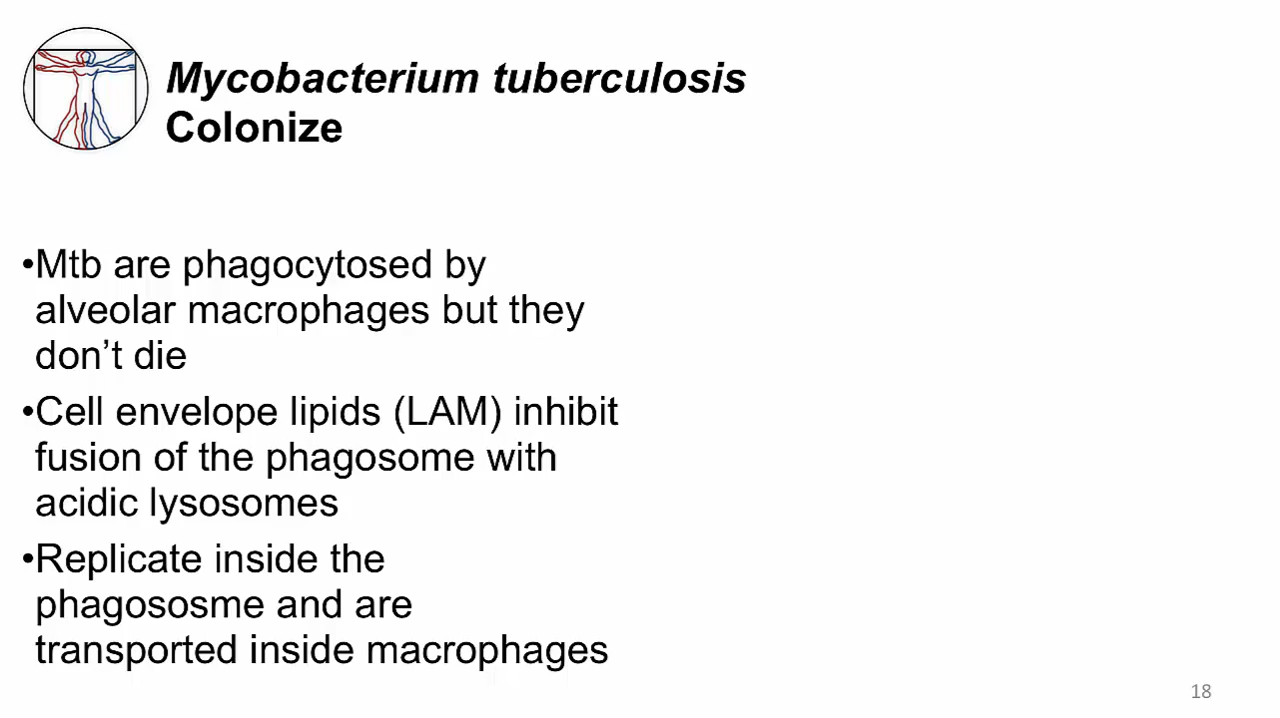 Mycobacterium tuberculosis
Colonize
•Mtb are phagocytosed by
alveolar macrophages but they
don’t die
•Cell envelope lipids (LAM) inhibit
fusion of the phagosome with
acidic lysosomes
•Replicate inside the
phagososme and are
transported inside macrophages
18